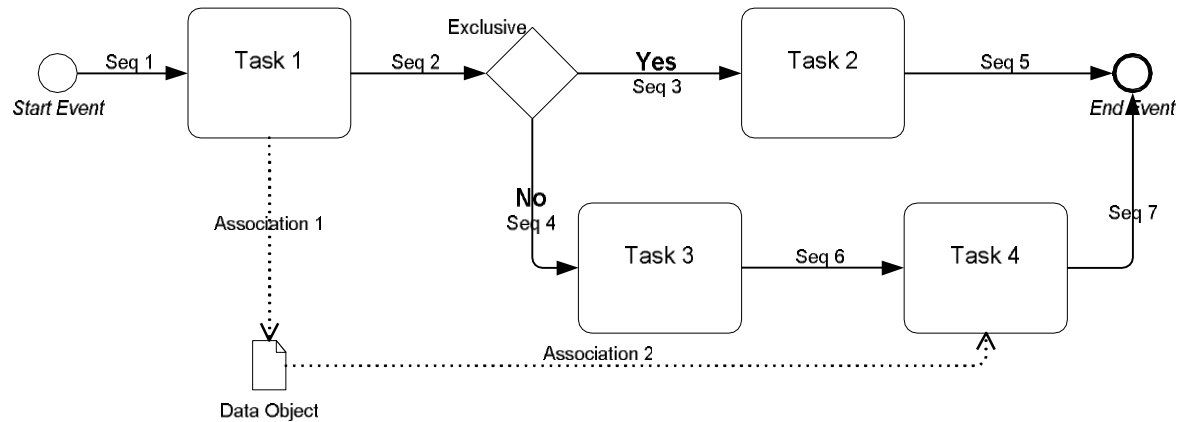 Exclusive
Seq 1
Task 1
Seq 2
Yes
Seq 3
Task 2
Seq 5
Start Event
End Event
No
Seq 4
Association 1
Task 3
Seq 6
Task 4
Seq 7
Association 2
Data Object